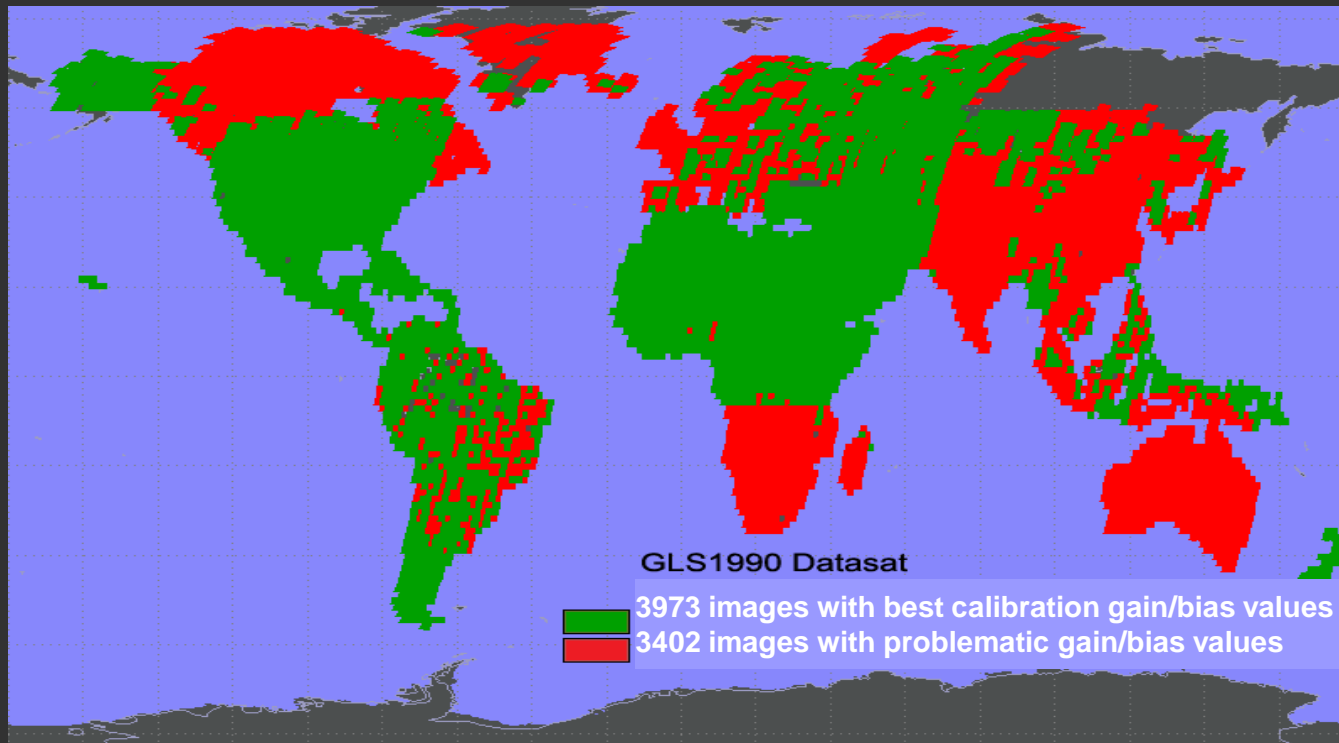 GLS1990 Datasat
3973 images with best calibration gain/bias values
3402 images with problematic gain/bias values